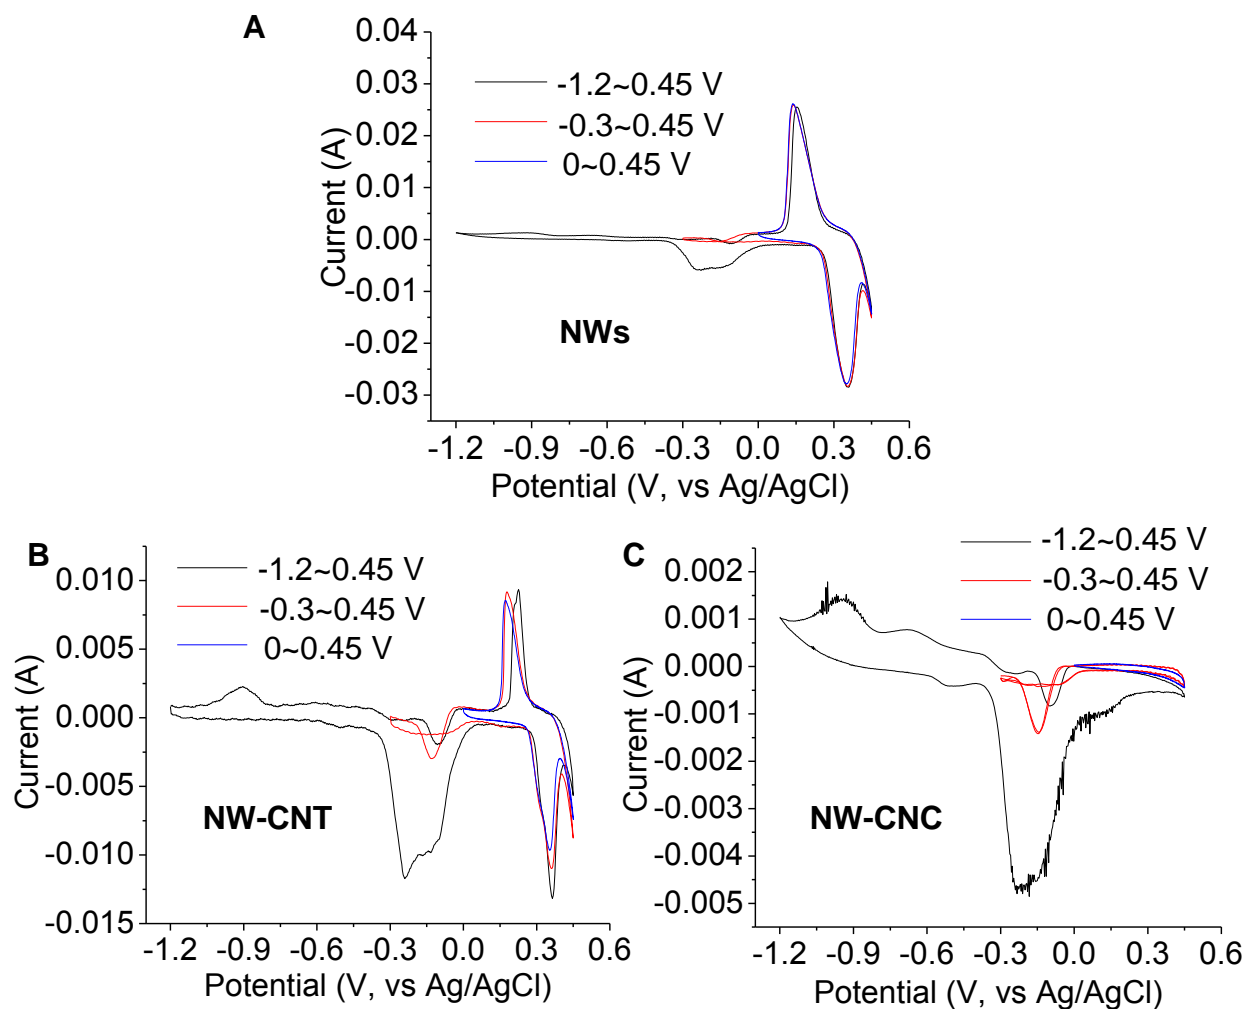 A
0.04
0.03
0.02
0.01
0.00
-0.01
-0.02
-0.03
Current (A)
-1.2~0.45 V
-0.3~0.45 V
0~0.45 V
NWs
-1.2 -0.9 -0.6 -0.3 0.0 0.3 0.6
Potential (V, vs Ag/AgCl)
B
0.010
0.005
0.000
-0.005
-0.010
-0.015
Current (A)
-1.2~0.45 V
-0.3~0.45 V
0~0.45 V
NW-CNT
-1.2 -0.9 -0.6 -0.3 0.0 0.3 0.6
Potential (V, vs Ag/AgCl)
C
0.002
0.001
0.000
-0.001
-0.002
-0.003
-0.004
-0.005
Current (A)
-1.2~0.45 V
-0.3~0.45 V
0~0.45 V
NW-CNC
-1.2 -0.9 -0.6 -0.3 0.0 0.3 0.6
Potential (V, vs Ag/AgCl)